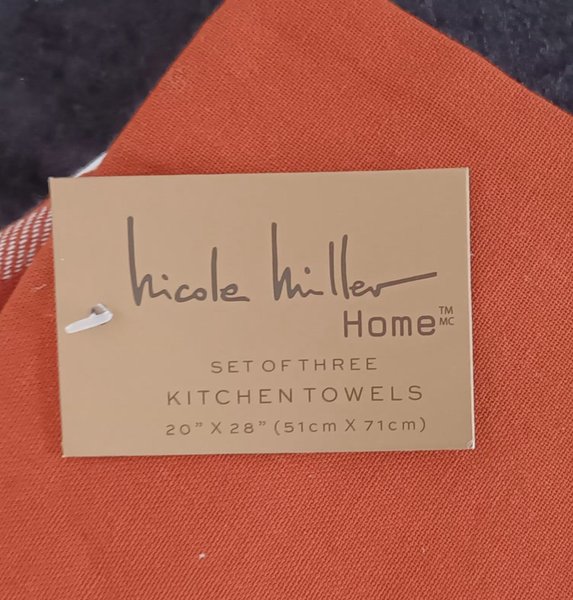 Nicole Miller
Home™ MC
SET OF THREE
KITCHEN TOWELS
20" X 28" (51cm X 71cm)